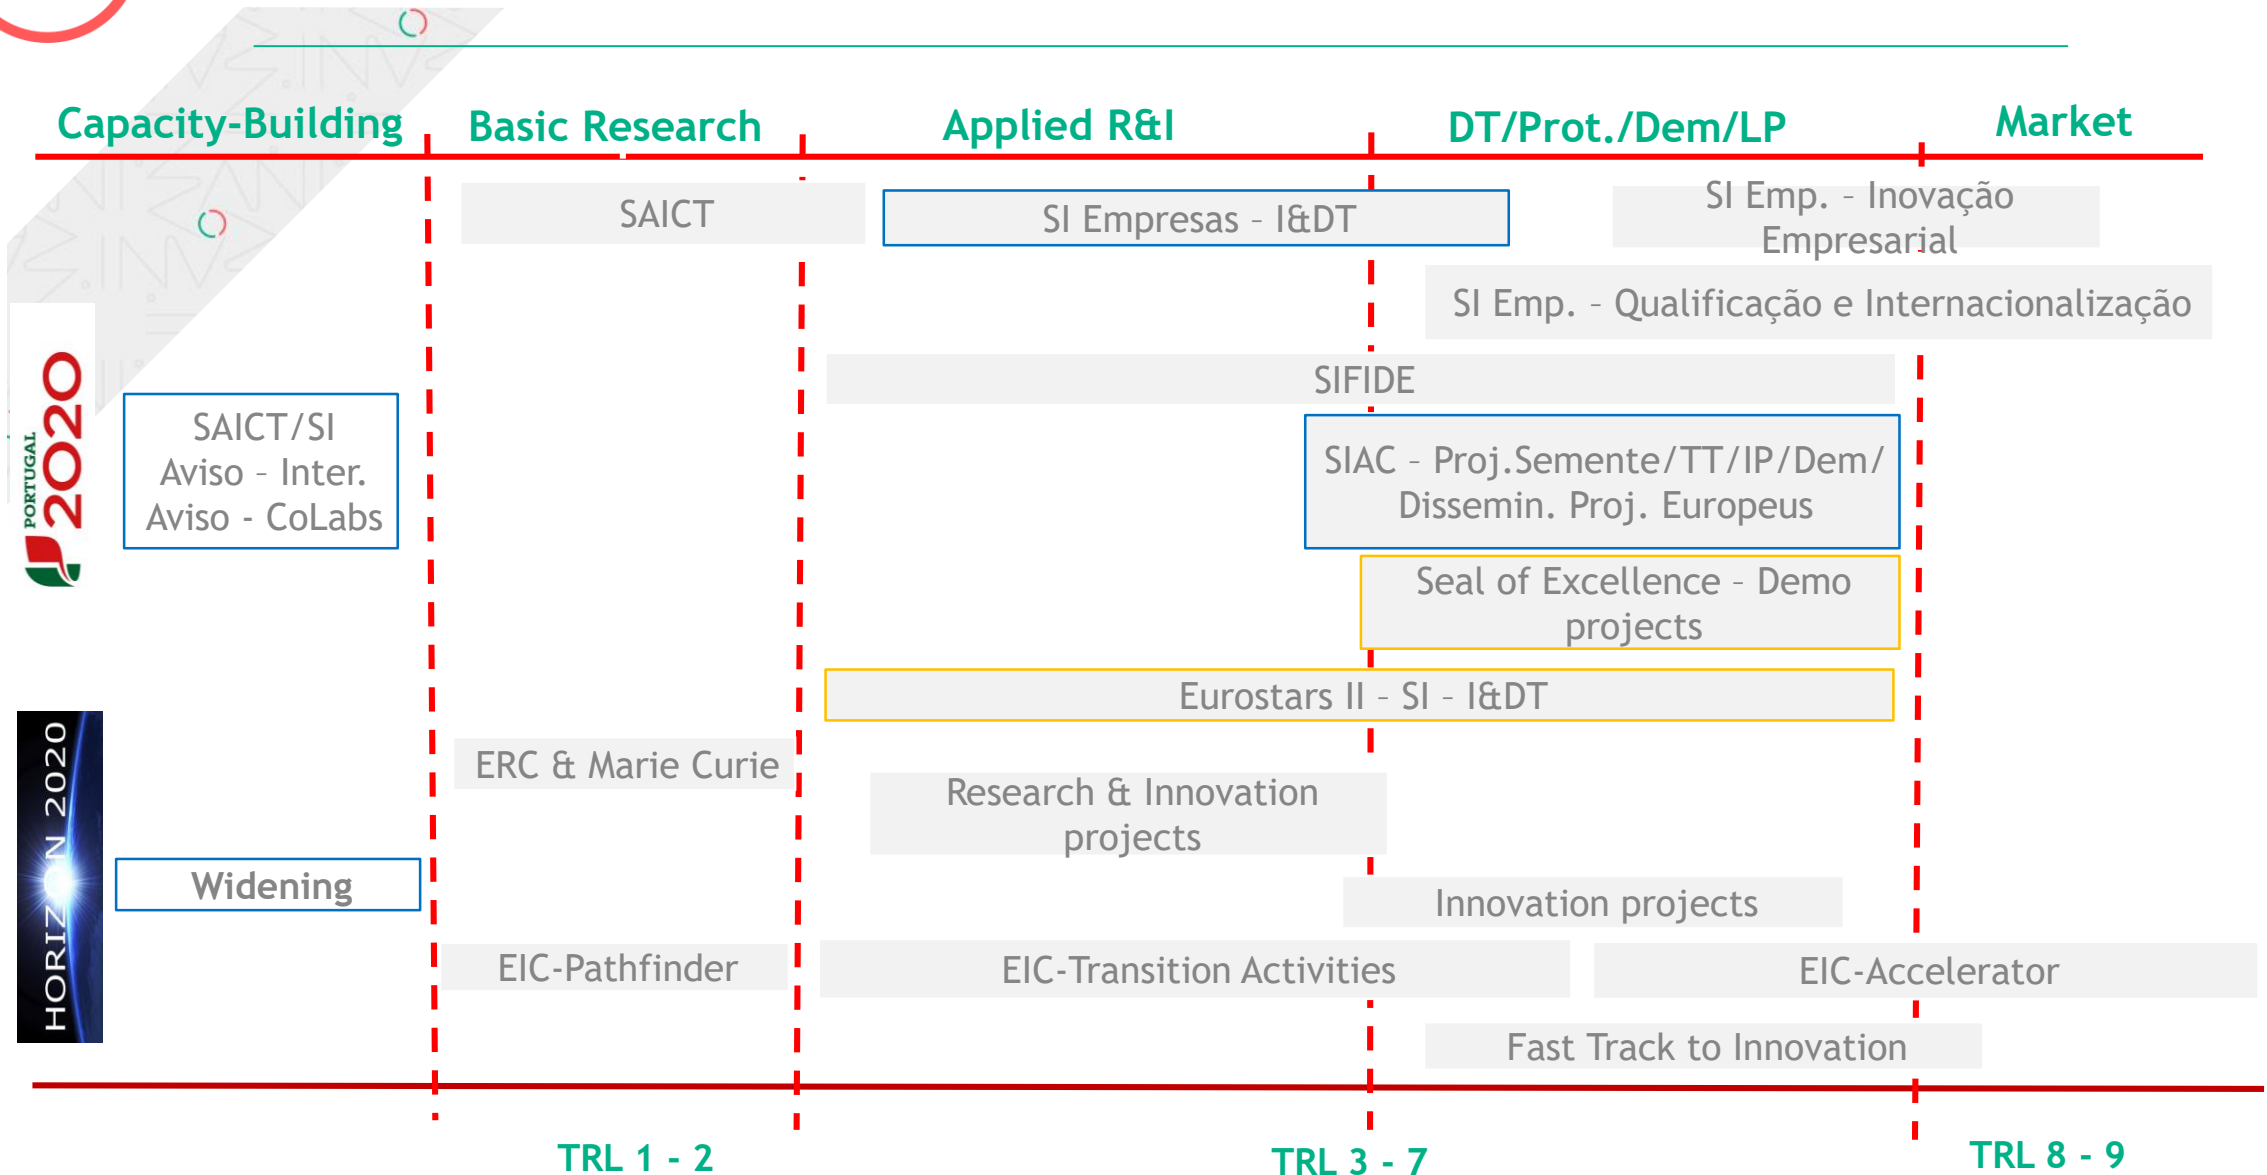 Capacity-Building
Basic Research
Applied R&I
DT/Prot./Dem/LP
Market
SAICT
SI Empresas – I&DT
SI Emp. – Inovação
Empresarial
SI Emp. – Qualificação e Internacionalização
SIFIDE
PORTUGAL
2020
SAICT/SI
Aviso – Inter.
Aviso - CoLabs
SIAC – Proj.Semente/TT/IP/Dem/
Dissemin. Proj. Europeus
Seal of Excellence – Demo
projects
Eurostars II – SI – I&DT
HORIZON 2020
ERC & Marie Curie
Research & Innovation
projects
Widening
Innovation projects
EIC-Pathfinder
EIC-Transition Activities
EIC-Accelerator
Fast Track to Innovation
TRL 1 - 2
TRL 3 - 7
TRL 8 - 9